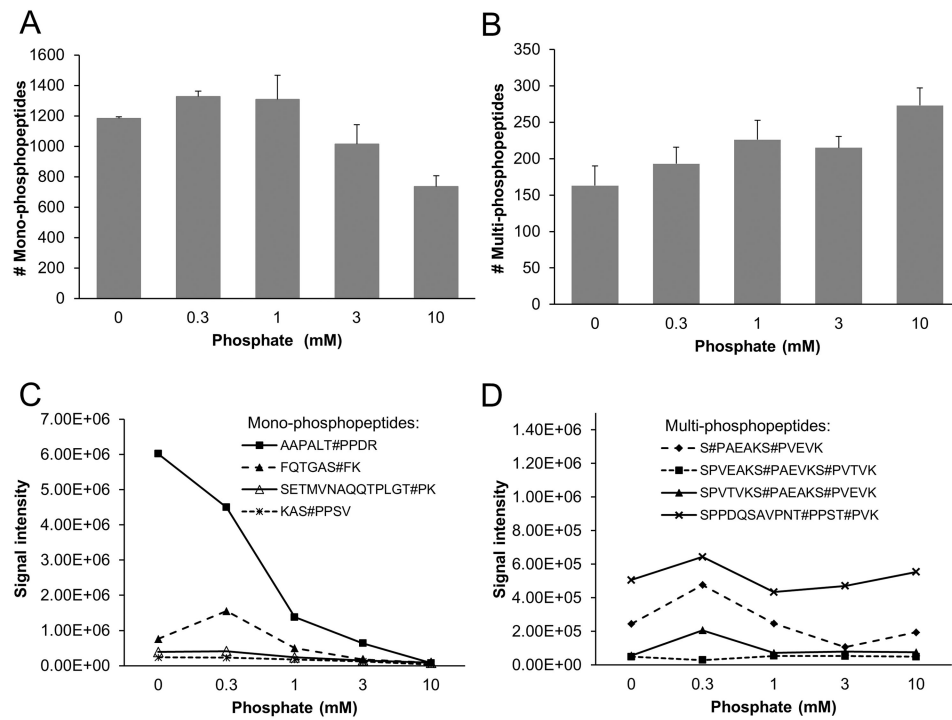 A
# Mono-phosphopeptides
1600
1400
1200
1000
800
600
400
200
0
0 0.3 1 3 10
Phosphate (mM)
B
# Multi-phosphopeptides
350
300
250
200
150
100
50
0
0 0.3 1 3 10
Phosphate (mM)
C
Signal intensity
7.00E+06
6.00E+06
5.00E+06
4.00E+06
3.00E+06
2.00E+06
1.00E+06
0.00E+00
Mono-phosphopeptides:
AAPALT#PPDR
FQTGAS#FK
SETMVNAQQTPLGT#PK
KAS#PPSV
0 0.3 1 3 10
Phosphate (mM)
D
Signal intensity
1.40E+06
1.20E+06
1.00E+06
8.00E+05
6.00E+05
4.00E+05
2.00E+05
0.00E+00
Multi-phosphopeptides:
S#PAEAKS#PVEVK
SPVEAKS#PAEVKS#PVTVK
SPVTVKS#PAEAKS#PVEVK
SPPDQSAVPNT#PPST#PVK
0 0.3 1 3 10
Phosphate (mM)